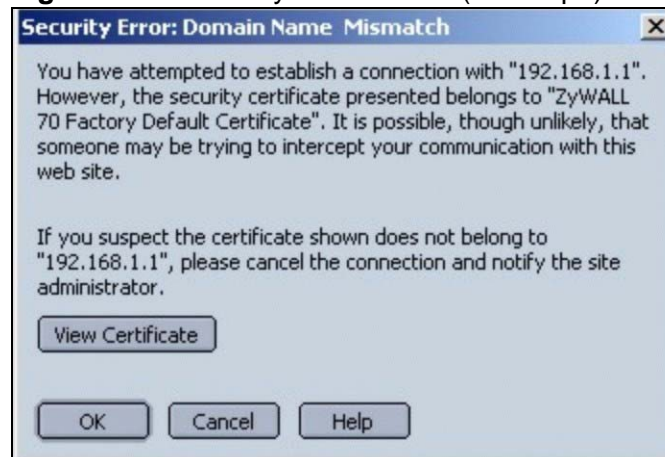 Security Error: Domain Name Mismatch
You have attempted to establish a connection with "192.168.1.1".
However, the security certificate presented belongs to "ZyWALL
70 Factory Default Certificate". It is possible, though unlikely, that
someone may be trying to intercept your communication with this
web site.
If you suspect the certificate shown does not belong to
"192.168.1.1", please cancel the connection and notify the site
administrator.
View Certificate
OK Cancel Help